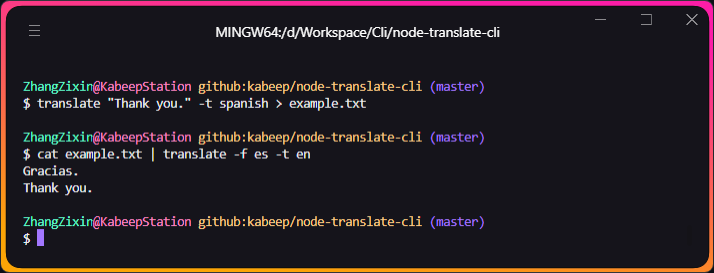 MINGW64:/d/Workspace/Cli/node-translate-cli
ZhangZixin@KabeepStation github:kabeep/node-translate-cli (master)
$ translate "Thank you." -t spanish > example.txt
ZhangZixin@KabeepStation github:kabeep/node-translate-cli (master)
$ cat example.txt | translate -f es -t en
Gracias.
Thank you.
ZhangZixin@KabeepStation github:kabeep/node-translate-cli (master)
$